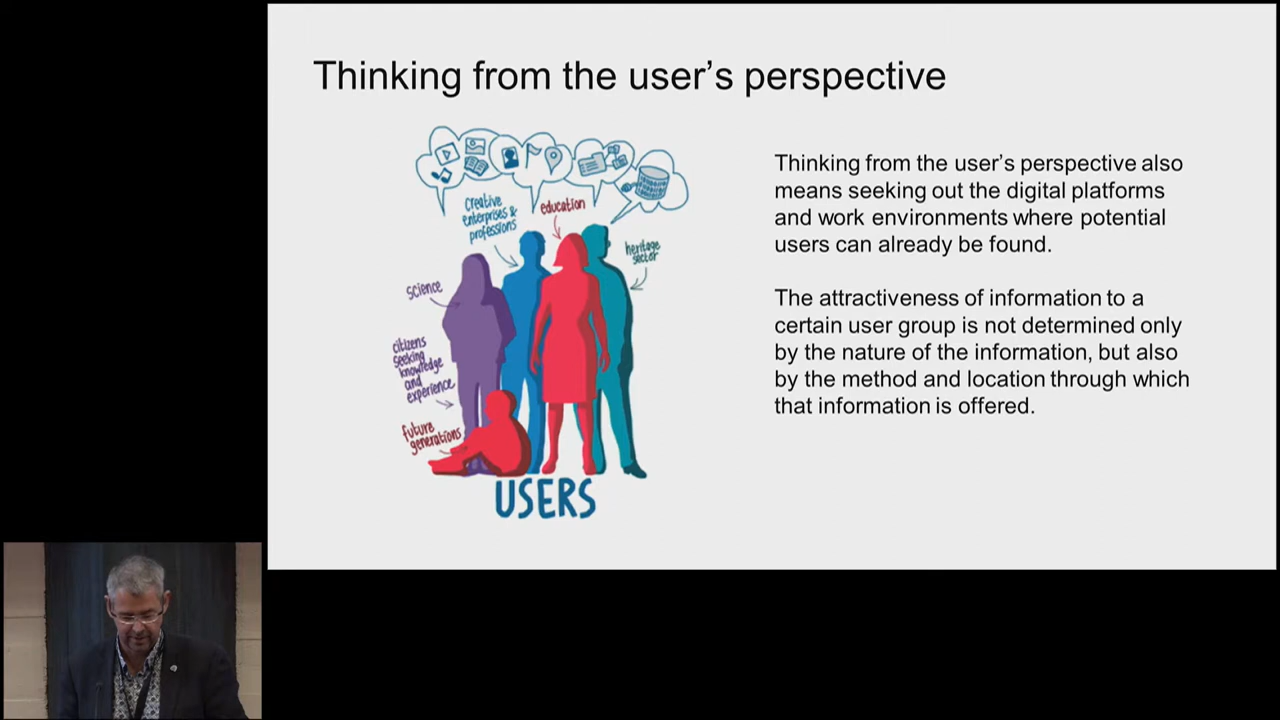 Thinking from the user’s perspective
creative
enterprises &
professions
education
heritage
sector
science
citizens
seeking
knowledge
and
experience
future
generations
USERS
Thinking from the user’s perspective also
means seeking out the digital platforms
and work environments where potential
users can already be found.
The attractiveness of information to a
certain user group is not determined only
by the nature of the information, but also
by the method and location through which
that information is offered.